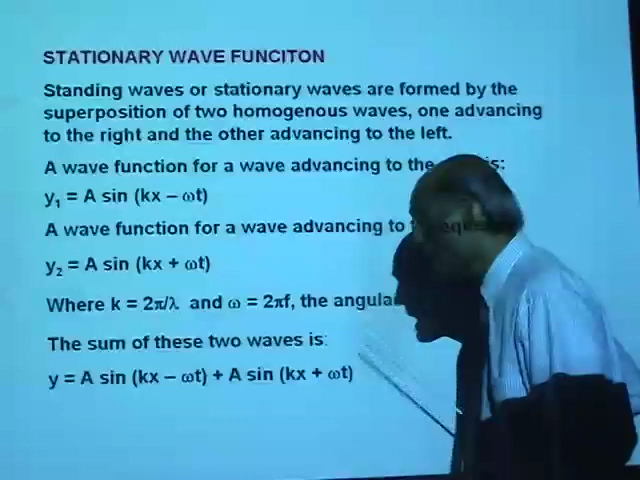 STATIONARY WAVE FUNCITON
Standing waves or stationary waves are formed by the
superposition of two homogenous waves, one advancing
to the right and the other advancing to the left.
A wave function for a wave advancing to the is:
y₁ = A sin (kx – ωt)
A wave function for a wave advancing to
y₂ = A sin (kx + ωt)
Where k = 2π/λ and ω = 2πf, the angula
The sum of these two waves is:
y = A sin (kx – ωt) + A sin (kx + ωt)